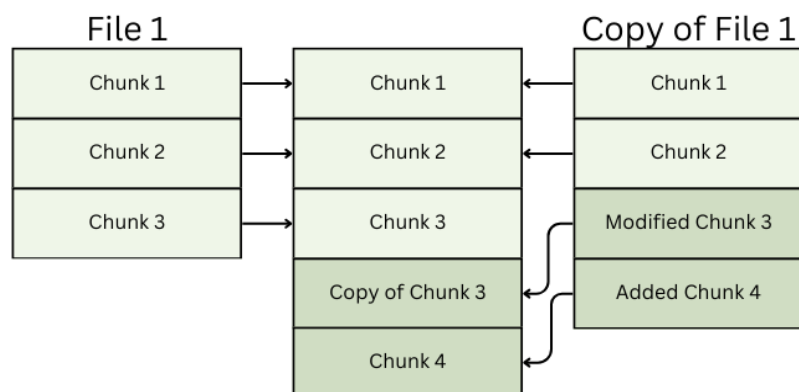 File 1
Chunk 1
Chunk 2
Chunk 3
Chunk 1
Chunk 2
Chunk 3
Copy of Chunk 3
Chunk 4
Copy of File 1
Chunk 1
Chunk 2
Modified Chunk 3
Added Chunk 4